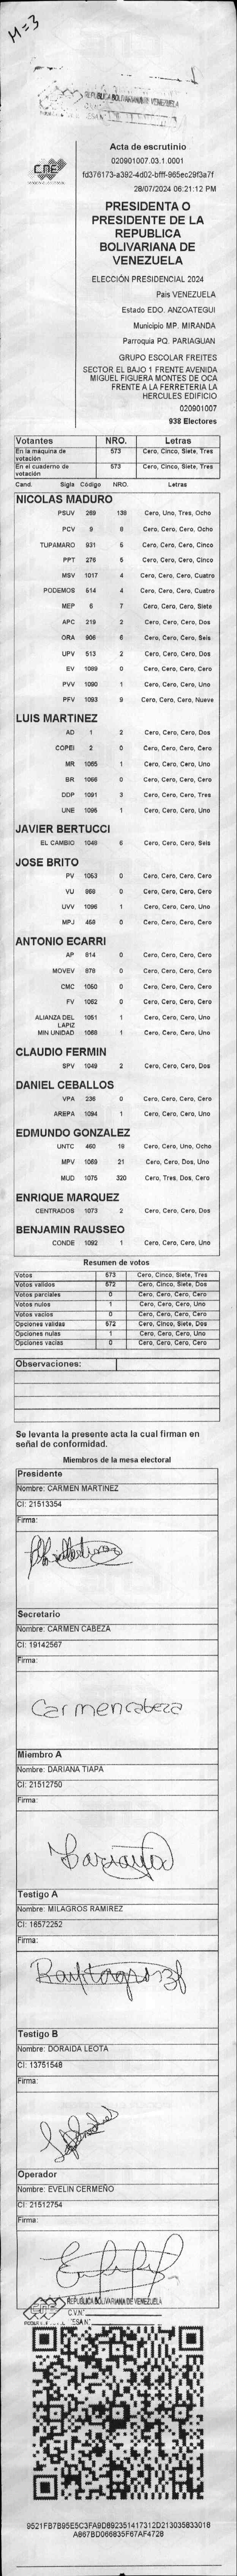 M=3
REPUBLICA BOLIVARIANA DE VENEZUELA
CNE
Acta de escrutinio
020901007.03.1.0001
fd376173-a392-4d02-bfff-965ec29f3a7f
28/07/2024 06:21:12 PM
PRESIDENTA O
PRESIDENTE DE LA
REPUBLICA
BOLIVARIANA DE
VENEZUELA
ELECCIÓN PRESIDENCIAL 2024
Pais VENEZUELA
Estado EDO. ANZOATEGUI
Municipio MP. MIRANDA
Parroquia PQ. PARIAGUAN
GRUPO ESCOLAR FREITES
SECTOR EL BAJO 1 FRENTE AVENIDA
MIGUEL FIGUERA MONTES DE OCA
FRENTE A LA FERRETERIA LA
HERCULES EDIFICIO
020901007
938 Electores
Votantes NRO. Letras
En la máquina de votación 573 Cero, Cinco, Siete, Tres
En el cuaderno de votación 573 Cero, Cinco, Siete, Tres
Cand. Sigla Código NRO. Letras
NICOLAS MADURO
PSUV 269 138 Cero, Uno, Tres, Ocho
PCV 9 8 Cero, Cero, Cero, Ocho
TUPAMARO 931 5 Cero, Cero, Cero, Cinco
PPT 276 5 Cero, Cero, Cero, Cinco
MSV 1017 4 Cero, Cero, Cero, Cuatro
PODEMOS 514 4 Cero, Cero, Cero, Cuatro
MEP 6 7 Cero, Cero, Cero, Siete
APC 219 2 Cero, Cero, Cero, Dos
ORA 906 6 Cero, Cero, Cero, Seis
UPV 513 2 Cero, Cero, Cero, Dos
EV 1089 0 Cero, Cero, Cero, Cero
PVV 1090 1 Cero, Cero, Cero, Uno
PFV 1093 9 Cero, Cero, Cero, Nueve
LUIS MARTINEZ
AD 1 2 Cero, Cero, Cero, Dos
COPEI 2 0 Cero, Cero, Cero, Cero
MR 1065 1 Cero, Cero, Cero, Uno
BR 1066 0 Cero, Cero, Cero, Cero
DDP 1091 3 Cero, Cero, Cero, Tres
UNE 1095 1 Cero, Cero, Cero, Uno
JAVIER BERTUCCI
EL CAMBIO 1048 6 Cero, Cero, Cero, Seis
JOSE BRITO
PV 1053 0 Cero, Cero, Cero, Cero
VU 968 0 Cero, Cero, Cero, Cero
UVV 1096 1 Cero, Cero, Cero, Uno
MPJ 458 0 Cero, Cero, Cero, Cero
ANTONIO ECARRI
AP 814 0 Cero, Cero, Cero, Cero
MOVEV 878 0 Cero, Cero, Cero, Cero
CMC 1050 0 Cero, Cero, Cero, Cero
FV 1052 0 Cero, Cero, Cero, Cero
ALIANZA DEL LAPIZ 1051 1 Cero, Cero, Cero, Uno
MIN UNIDAD 1068 1 Cero, Cero, Cero, Uno
CLAUDIO FERMIN
SPV 1049 2 Cero, Cero, Cero, Dos
DANIEL CEBALLOS
VPA 236 0 Cero, Cero, Cero, Cero
AREPA 1094 1 Cero, Cero, Cero, Uno
EDMUNDO GONZALEZ
UNTC 460 18 Cero, Cero, Uno, Ocho
MPV 1069 21 Cero, Cero, Dos, Uno
MUD 1075 320 Cero, Tres, Dos, Cero
ENRIQUE MARQUEZ
CENTRADOS 1073 2 Cero, Cero, Cero, Dos
BENJAMIN RAUSSEO
CONDE 1092 1 Cero, Cero, Cero, Uno
Resumen de votos
Votos 573 Cero, Cinco, Siete, Tres
Votos validos 572 Cero, Cinco, Siete, Dos
Votos parciales 0 Cero, Cero, Cero, Cero
Votos nulos 1 Cero, Cero, Cero, Uno
Votos vacios 0 Cero, Cero, Cero, Cero
Opciones validas 572 Cero, Cinco, Siete, Dos
Opciones nulas 1 Cero, Cero, Cero, Uno
Opciones vacias 0 Cero, Cero, Cero, Cero
Observaciones:
Se levanta la presente acta la cual firman en
señal de conformidad.
Miembros de la mesa electoral
Presidente
Nombre: CARMEN MARTINEZ
CI: 21513354
Firma:
Secretario
Nombre: CARMEN CABEZA
CI: 19142567
Firma:
Carmen cabeza
Miembro A
Nombre: DARIANA TIAPA
CI: 21512750
Firma:
Testigo A
Nombre: MILAGROS RAMIREZ
CI: 16572252
Firma:
Testigo B
Nombre: DORAIDA LEOTA
CI: 13751548
Firma:
Operador
Nombre: EVELIN CERMEÑO
CI: 21512754
Firma:
REPUBLICA BOLIVARIANA DE VENEZUELA
CNE
C.V.N°
MESA N°
9521FB7B95E5C3FA9D892351417312D213035833018
A867BD066835F67AF4728